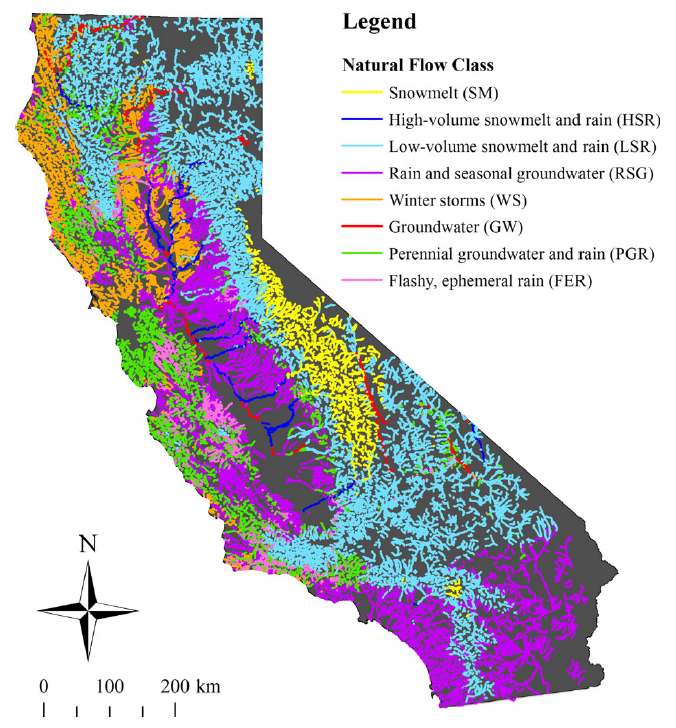 Legend
Natural Flow Class
Snowmelt (SM)
High-volume snowmelt and rain (HSR)
Low-volume snowmelt and rain (LSR)
Rain and seasonal groundwater (RSG)
Winter storms (WS)
Groundwater (GW)
Perennial groundwater and rain (PGR)
Flashy, ephemeral rain (FER)
N
0 100 200 km